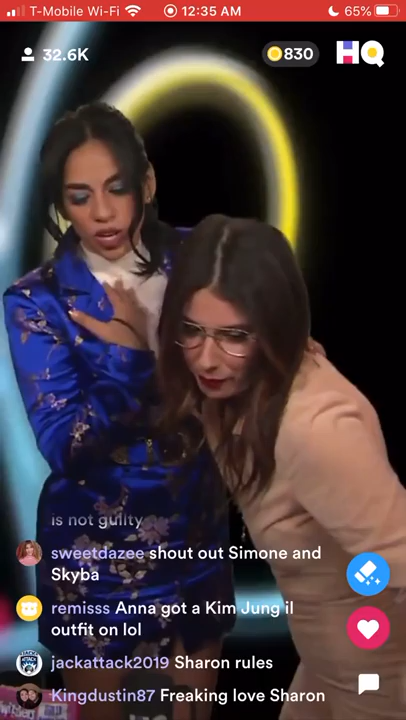 T-Mobile Wi-Fi 12:35 AM 65%
32.6K 830 HQ
is not guilty
sweetdazee shout out Simone and
Skyba
remisss Anna got a Kim Jung il
outfit on lol
jackattack2019 Sharon rules
Kingdustin87 Freaking love Sharon